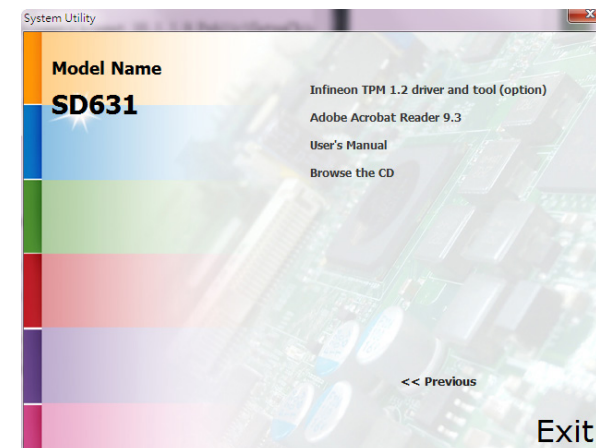 System Utility
Model Name
SD631
Infineon TPM 1.2 driver and tool (option)
Adobe Acrobat Reader 9.3
User's Manual
Browse the CD
<< Previous
Exit